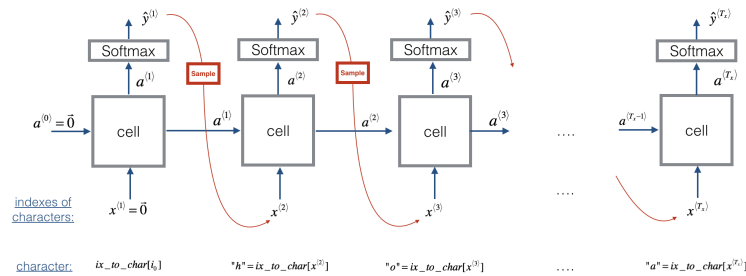 ŷ⟨1⟩ ŷ⟨2⟩ ŷ⟨3⟩ ŷ⟨Tx⟩
Softmax Softmax Softmax Softmax
Sample Sample
a⟨1⟩ a⟨2⟩ a⟨3⟩ a⟨Tx⟩
a⟨0⟩ = 0⃗ cell a⟨1⟩ cell a⟨2⟩ cell a⟨3⟩ .... a⟨Tx−1⟩ cell
indexes of
characters:
x⟨1⟩ = 0⃗ x⟨2⟩ x⟨3⟩ .... x⟨Tx⟩
character: ix_to_char[i0] "h" = ix_to_char[x⟨2⟩] "o" = ix_to_char[x⟨3⟩] .... "a" = ix_to_char[x⟨Tx⟩]